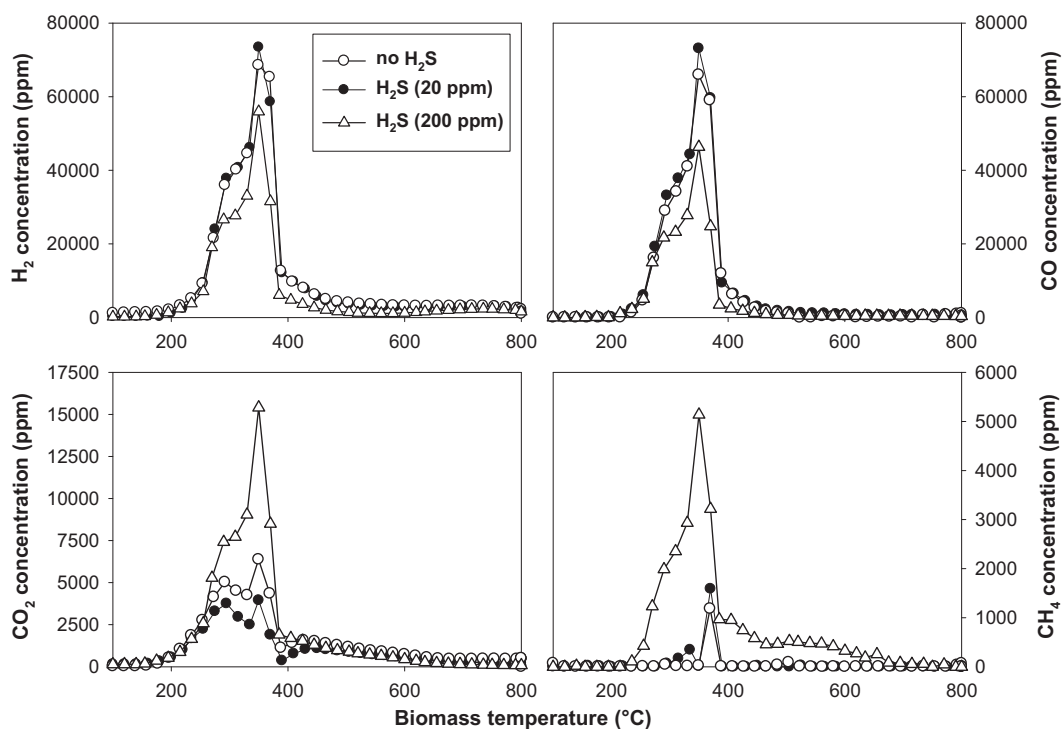 80000
60000
40000
20000
0
H2 concentration (ppm)
no H2S
H2S (20 ppm)
H2S (200 ppm)
200 400 600 800
80000
60000
40000
20000
0
CO concentration (ppm)
200 400 600 800
17500
15000
12500
10000
7500
5000
2500
0
CO2 concentration (ppm)
200 400 600 800
6000
5000
4000
3000
2000
1000
0
CH4 concentration (ppm)
200 400 600 800
Biomass temperature (°C)